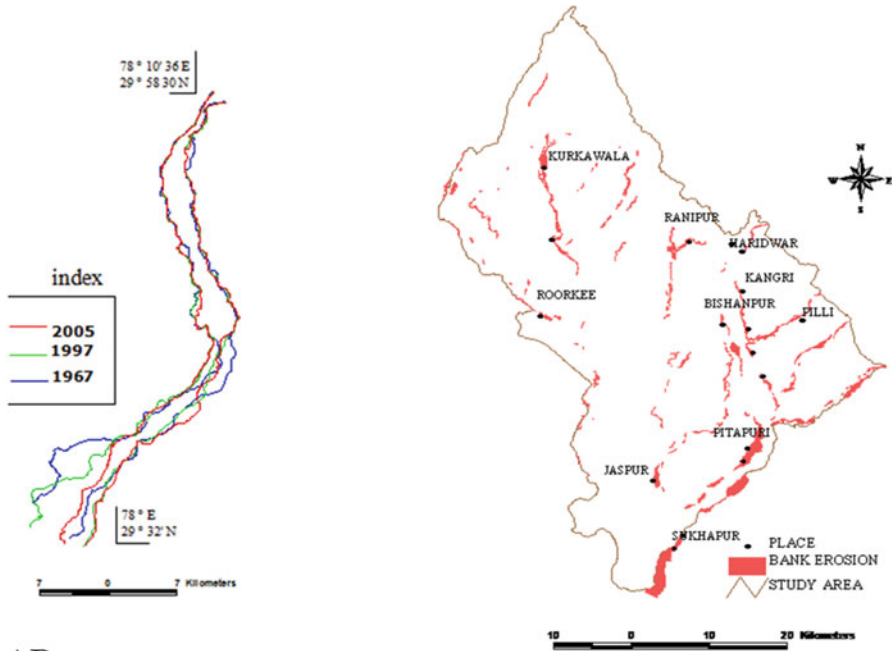 78° 10' 36 E
29° 58 30 N
index
2005
1997
1967
78° E
29° 32' N
7 0 7 Kilometers
KURKAWALA
N
W E
S
RANIPUR
HARIDWAR
KANGRI
ROORKEE
BISHANPUR
PILLI
PITAPURI
JASPUR
SUKHAPUR
PLACE
BANK EROSION
STUDY AREA
10 0 10 20 Kilometers